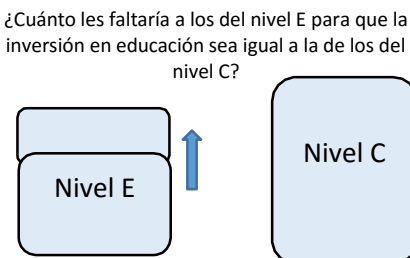 ¿Cuánto les faltaría a los del nivel E para que la
inversión en educación sea igual a la de los del
nivel C?
Nivel E
Nivel C